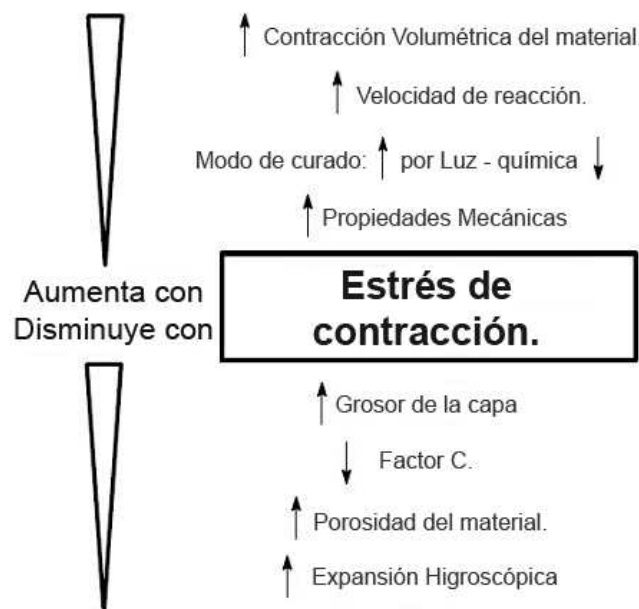 Contracción Volumétrica del material
Velocidad de reacción.
Modo de curado: por Luz - química
Propiedades Mecánicas
Aumenta con
Disminuye con
Estrés de
contracción.
Grosor de la capa
Factor C.
Porosidad del material.
Expansión Higroscópica